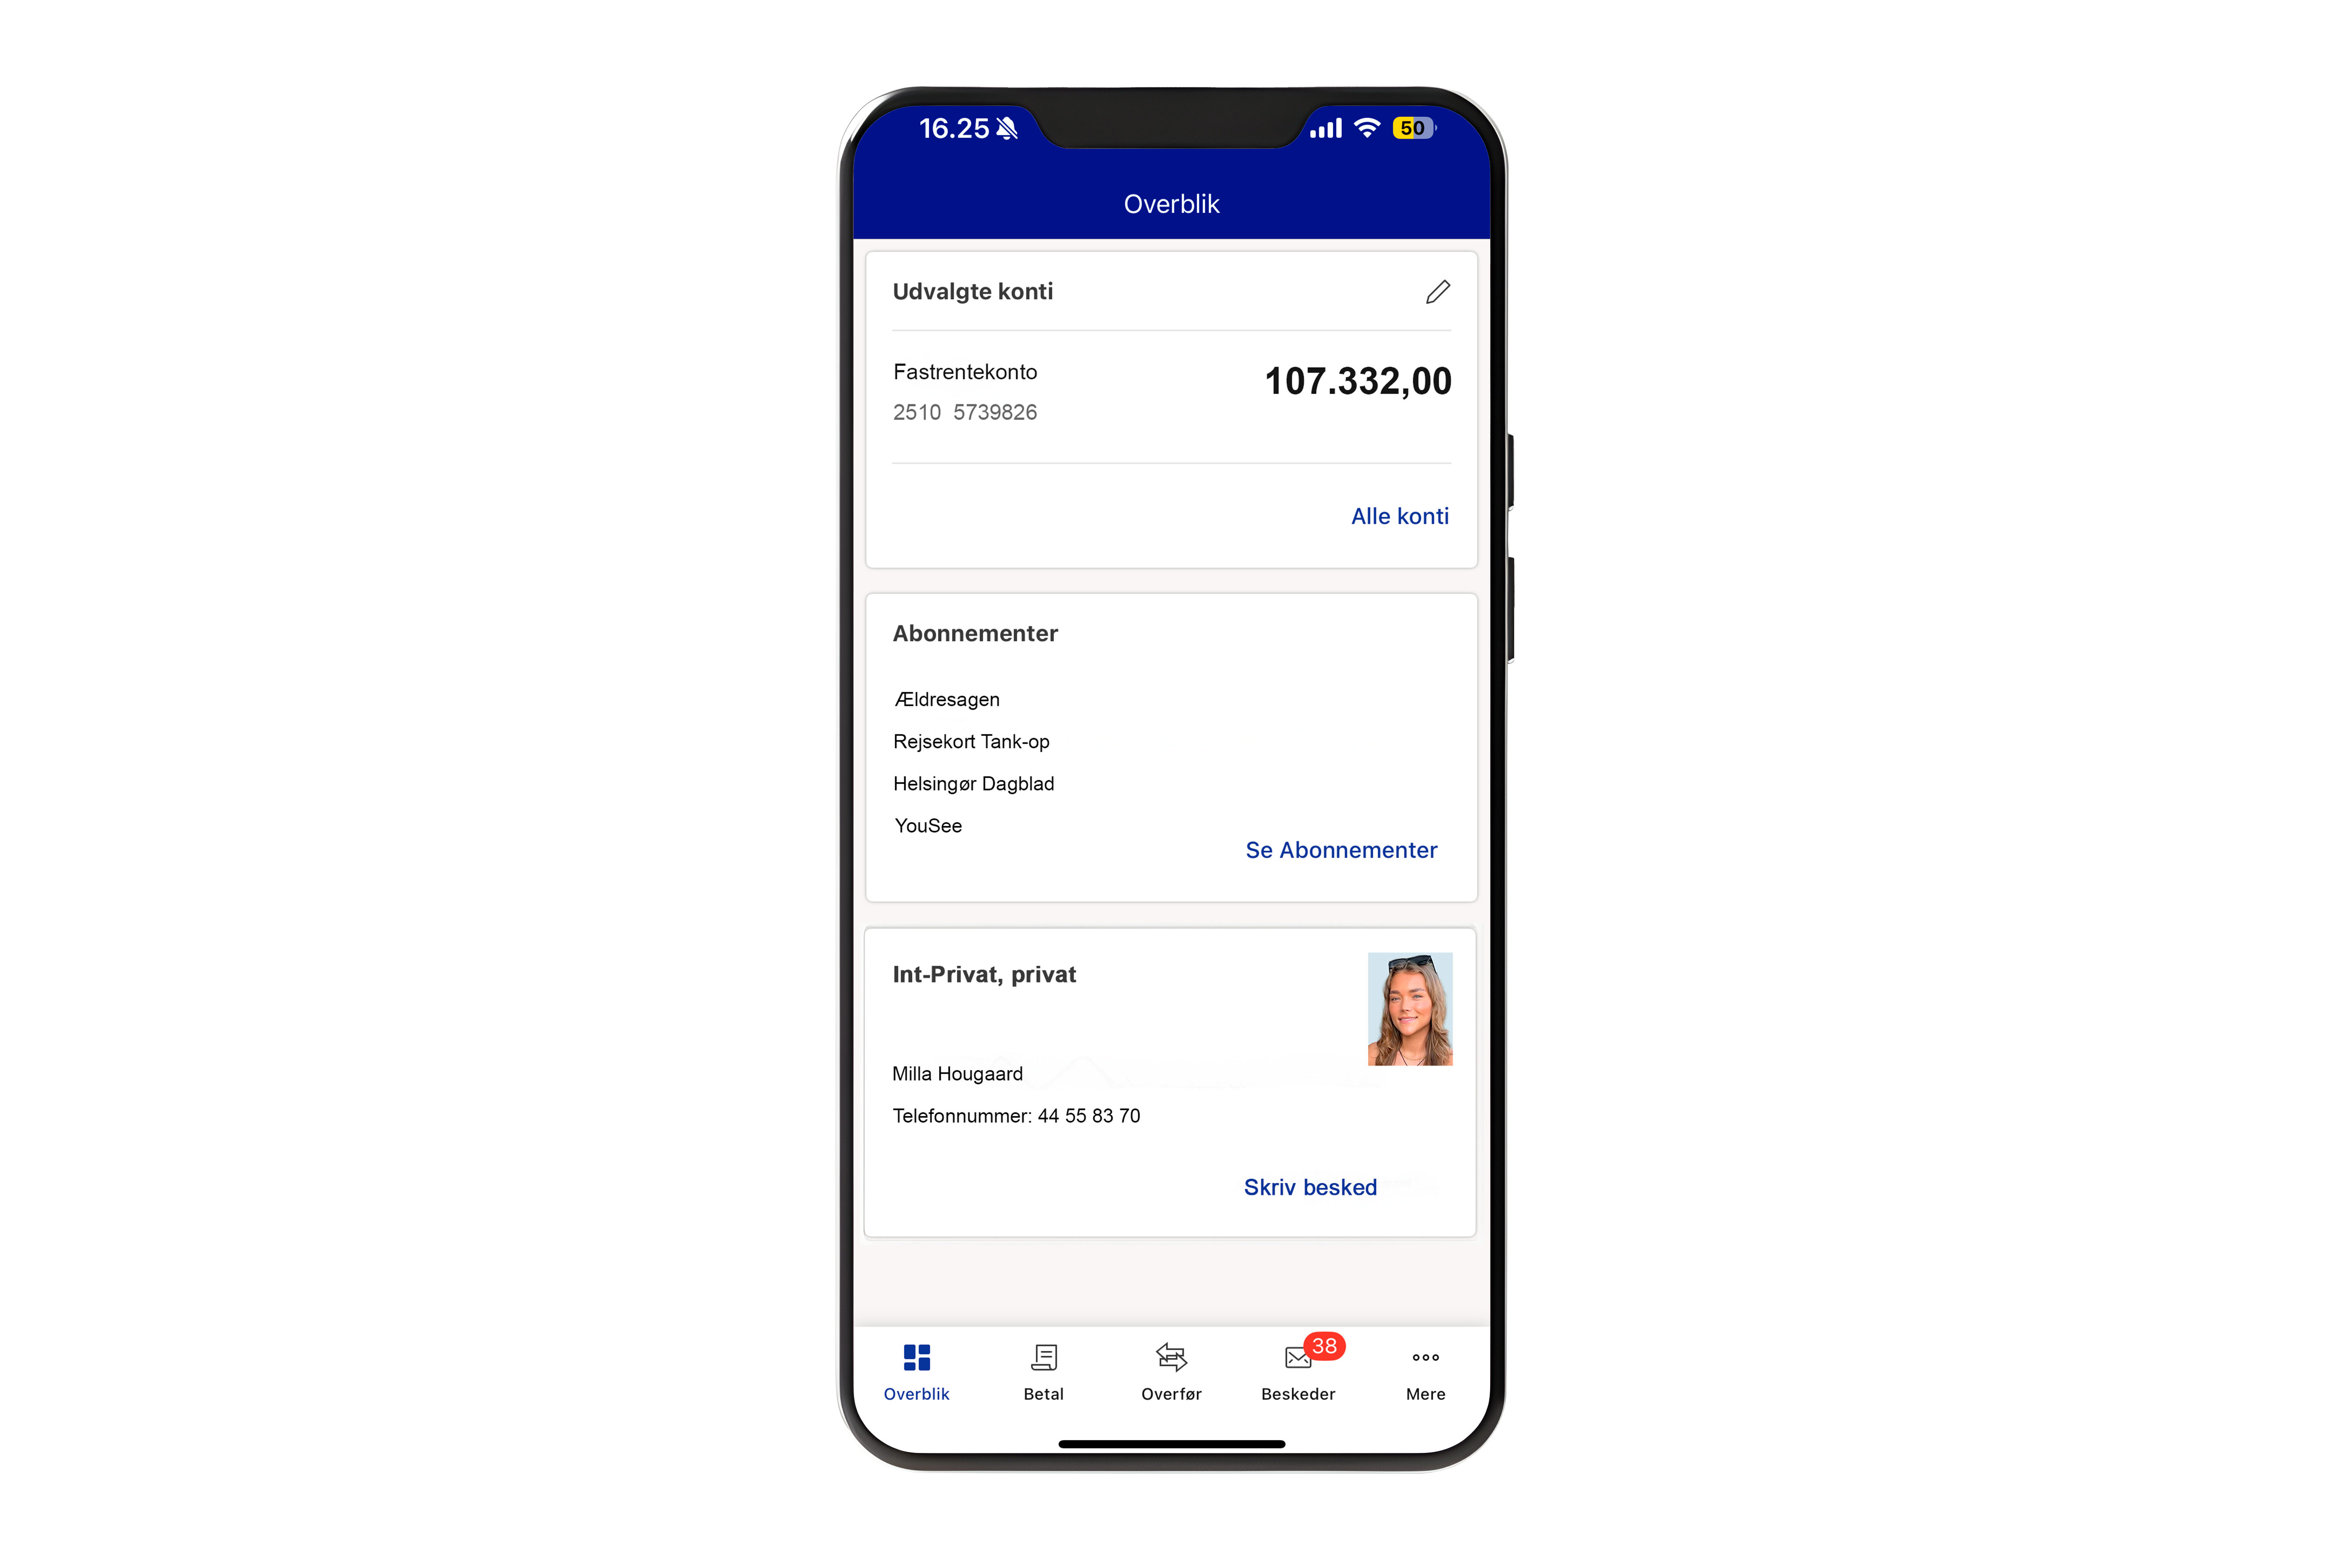 16.25
50
Overblik
Udvalgte konti
Fastrentekonto
107.332,00
2510 5739826
Alle konti
Abonnementer
Ældresagen
Rejsekort Tank-op
Helsingør Dagblad
YouSee
Se Abonnementer
Int-Privat, privat
Milla Hougaard
Telefonnummer: 44 55 83 70
Skriv besked
38
Overblik
Betal
Overfør
Beskeder
Mere